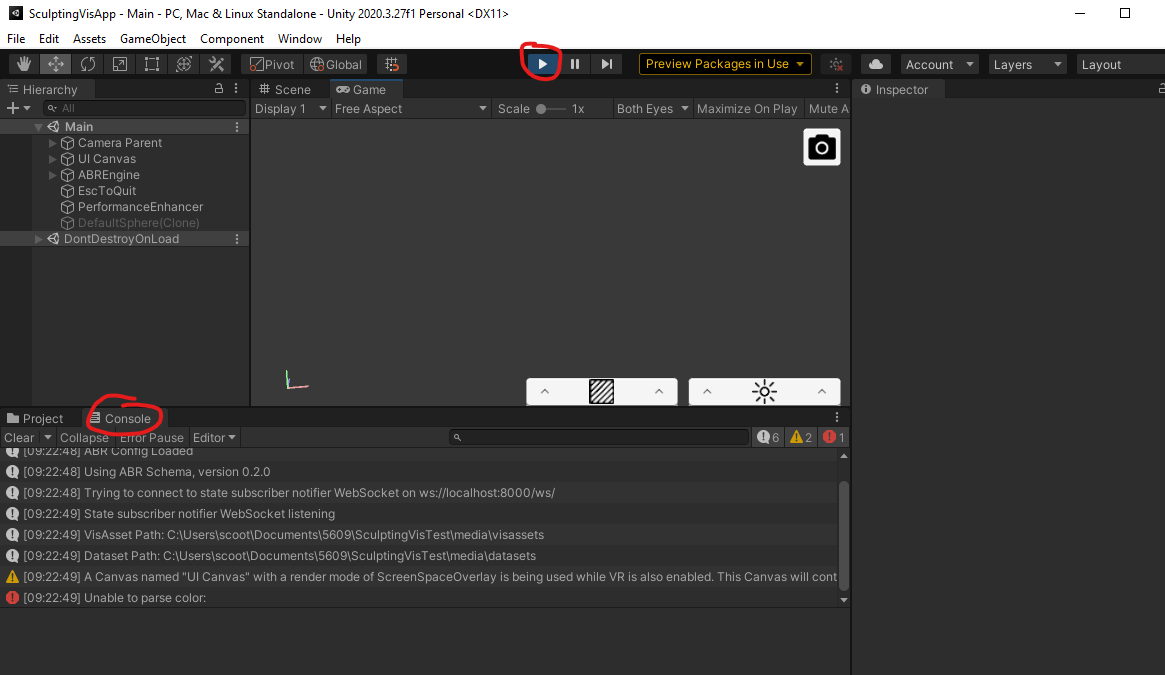 SculptingVisApp - Main - PC, Mac & Linux Standalone - Unity 2020.3.27f1 Personal <DX11>
File Edit Assets GameObject Component Window Help
Pivot Global Preview Packages in Use Account Layers Layout
Hierarchy Scene Game Inspector
All Display 1 Free Aspect Scale 1x Both Eyes Maximize On Play Mute A
Main
Camera Parent
UI Canvas
ABREngine
EscToQuit
PerformanceEnhancer
DefaultSphere(Clone)
DontDestroyOnLoad
Project Console
Clear Collapse Error Pause Editor 6 2 1
[09:22:48] ABR Config Loaded
[09:22:48] Using ABR Schema, version 0.2.0
[09:22:48] Trying to connect to state subscriber notifier WebSocket on ws://localhost:8000/ws/
[09:22:49] State subscriber notifier WebSocket listening
[09:22:49] VisAsset Path: C:\Users\scoot\Documents\5609\SculptingVisTest\media\visassets
[09:22:49] Dataset Path: C:\Users\scoot\Documents\5609\SculptingVisTest\media\datasets
[09:22:49] A Canvas named "UI Canvas" with a render mode of ScreenSpaceOverlay is being used while VR is also enabled. This Canvas will cont
[09:22:49] Unable to parse color: